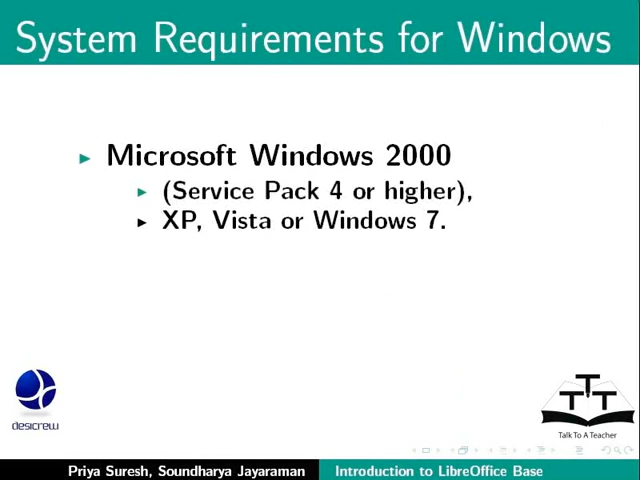 System Requirements for Windows
Microsoft Windows 2000
(Service Pack 4 or higher),
XP, Vista or Windows 7.
desicrew
TTT
Talk To A Teacher
Priya Suresh, Soundharya Jayaraman
Introduction to LibreOffice Base